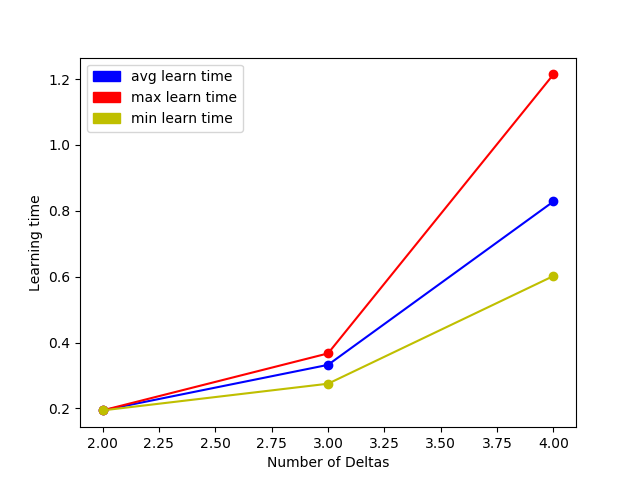 avg learn time
max learn time
min learn time
1.2
1.0
0.8
0.6
0.4
0.2
Learning time
2.00 2.25 2.50 2.75 3.00 3.25 3.50 3.75 4.00
Number of Deltas